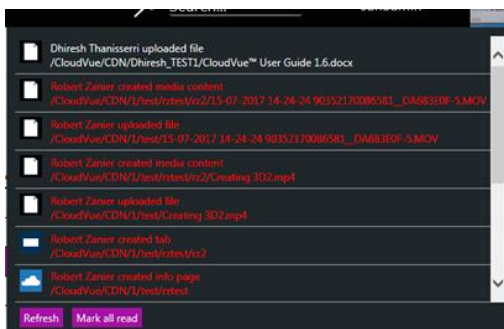 Search...
Dhiresh Thanisserri uploaded file
/CloudVue/CDN/Dhiresh_TEST1/CloudVue™ User Guide 1.6.docx
Robert Zanier created media content
/CloudVue/CDN/1/test/rztest/rz2/15-07-2017 14-24-24 90352170086581__DA683E0F-5.MOV
Robert Zanier uploaded file
/CloudVue/CDN/1/test/15-07-2017 14-24-24 90352170086581__DA683E0F-5.MOV
Robert Zanier created media content
/CloudVue/CDN/1/test/rztest/rz2/Creating 3D2.mp4
Robert Zanier uploaded file
/CloudVue/CDN/1/test/Creating 3D2.mp4
Robert Zanier created tab
/CloudVue/CDN/1/test/rztest/rz2
Robert Zanier created info page
/CloudVue/CDN/1/test/rztest
Refresh Mark all read